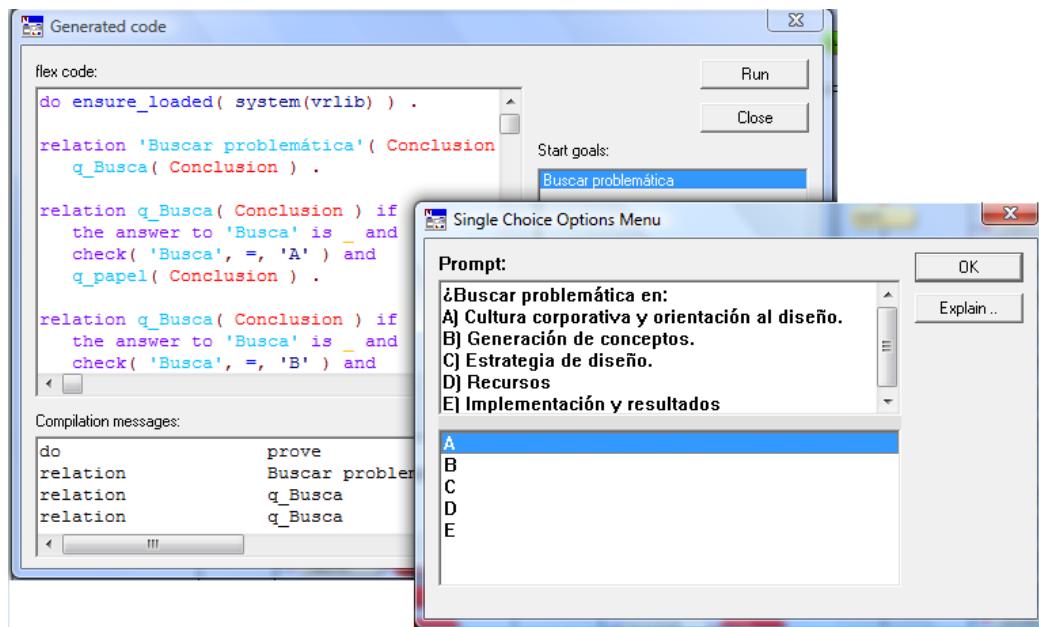 Generated code
flex code:
do ensure_loaded( system(vrlib) ) .
relation 'Buscar problemática'( Conclusion
q_Busca( Conclusion ) .
relation q_Busca( Conclusion ) if
the answer to 'Busca' is _ and
check( 'Busca', =, 'A' ) and
q_papel( Conclusion ) .
relation q_Busca( Conclusion ) if
the answer to 'Busca' is _ and
check( 'Busca', =, 'B' ) and
Run
Close
Start goals:
Buscar problemática
Compilation messages:
do prove
relation Buscar problem
relation q_Busca
relation q_Busca
Single Choice Options Menu
Prompt:
¿Buscar problemática en:
A) Cultura corporativa y orientación al diseño.
B) Generación de conceptos.
C) Estrategia de diseño.
D) Recursos
E) Implementación y resultados
OK
Explain ..
A
B
C
D
E